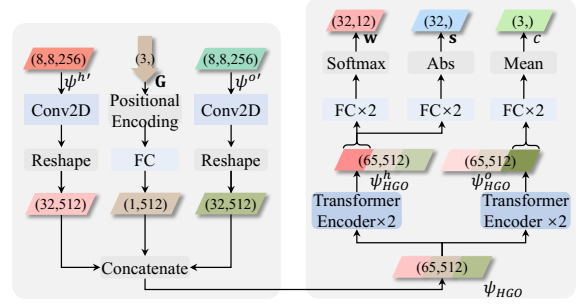 (8,8,256)
(3,)
(8,8,256)
ψ^{h′}
G
ψ^{o′}
Conv2D
Positional
Encoding
Conv2D
Reshape
FC
Reshape
(32,512)
(1,512)
(32,512)
Concatenate
(32,12)
(32,)
(3,)
w
s
c
Softmax
Abs
Mean
FC×2
FC×2
FC×2
(65,512)
(65,512)
ψ^h_{HGO}
ψ^o_{HGO}
Transformer
Encoder×2
Transformer
Encoder ×2
(65,512)
ψ_{HGO}